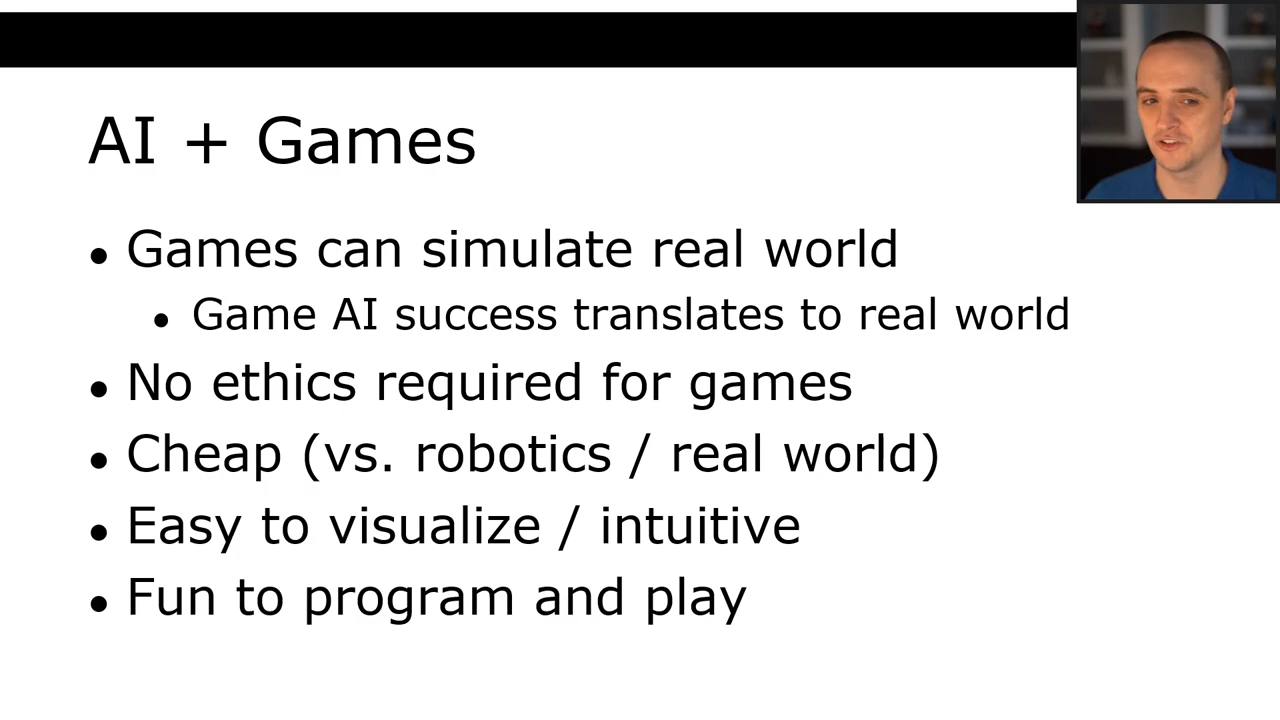 AI + Games
• Games can simulate real world
• Game AI success translates to real world
• No ethics required for games
• Cheap (vs. robotics / real world)
• Easy to visualize / intuitive
• Fun to program and play